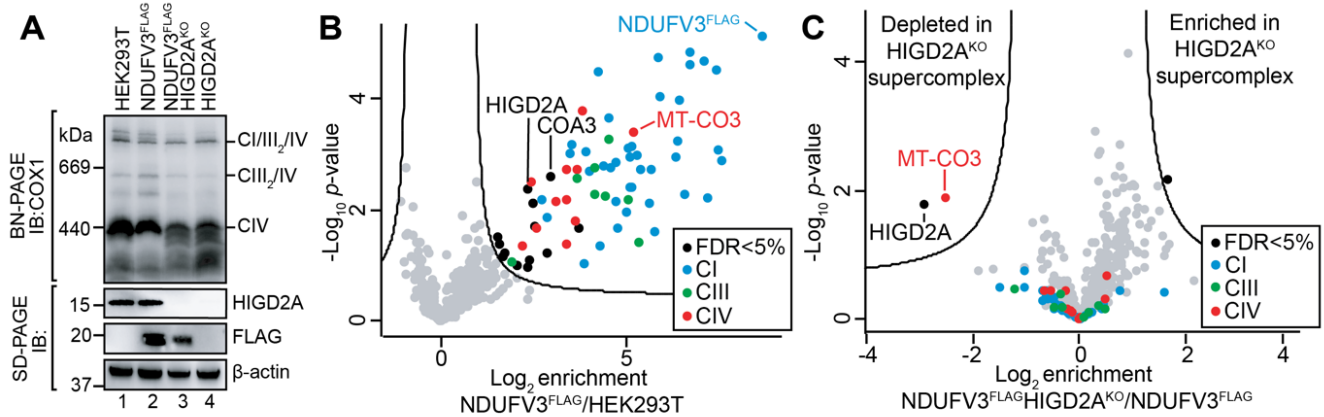 A
HEK293T
NDUFV3FLAG
NDUFV3FLAG
HIGD2AKO
HIGD2AKO
BN-PAGE
IB:COX1
kDa
669
440
CI/III2/IV
CIII2/IV
CIV
SD-PAGE
IB:
15
HIGD2A
20
FLAG
37
β-actin
1 2 3 4
B
NDUFV3FLAG
HIGD2A
COA3
MT-CO3
-Log10 p-value
4
2
0
0
5
FDR<5%
CI
CIII
CIV
Log2 enrichment
NDUFV3FLAG/HEK293T
C
Depleted in
HIGD2AKO
supercomplex
Enriched in
HIGD2AKO
supercomplex
MT-CO3
HIGD2A
-Log10 p-value
4
2
0
-4
-2
0
2
4
FDR<5%
CI
CIII
CIV
Log2 enrichment
NDUFV3FLAGHIGD2AKO/NDUFV3FLAG